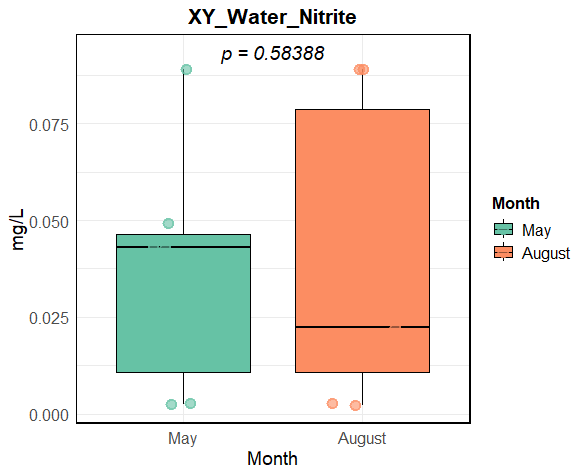 XY_Water_Nitrite
p = 0.58388
0.075
0.050
0.025
0.000
mg/L
May
August
Month
Month
May
August